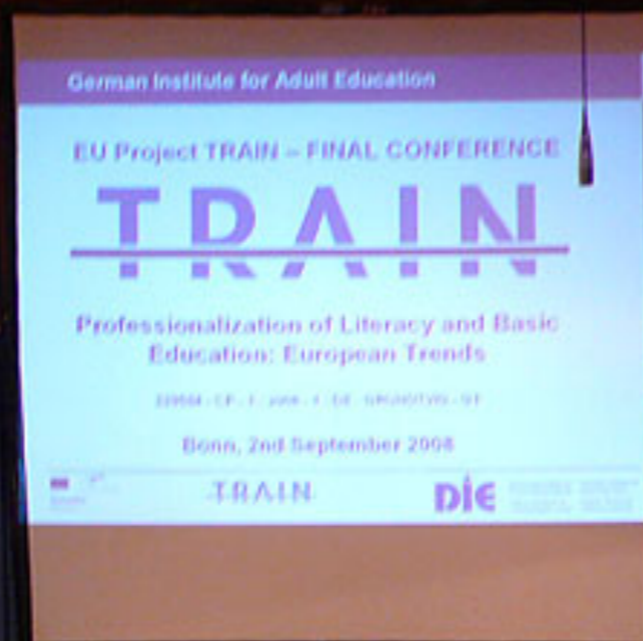 German Institute for Adult Education
EU Project TRAIN – FINAL CONFERENCE
TRAIN
Professionalization of Literacy and Basic
Education: European Trends
Bonn, 2nd September 2008
TRAIN
DIE